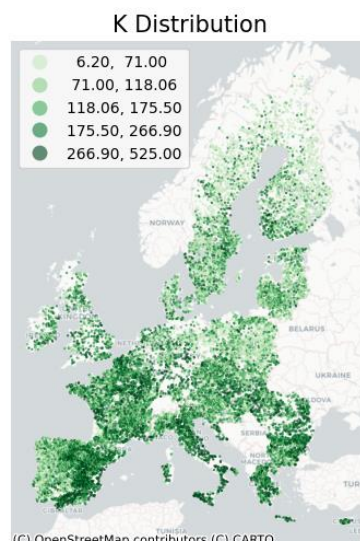 K Distribution
6.20, 71.00
71.00, 118.06
118.06, 175.50
175.50, 266.90
266.90, 525.00
NORWAY
BELARUS
UKRAINE
SERBIA
TUNISIA
(C) OpenStreetMap contributors (C) CARTO